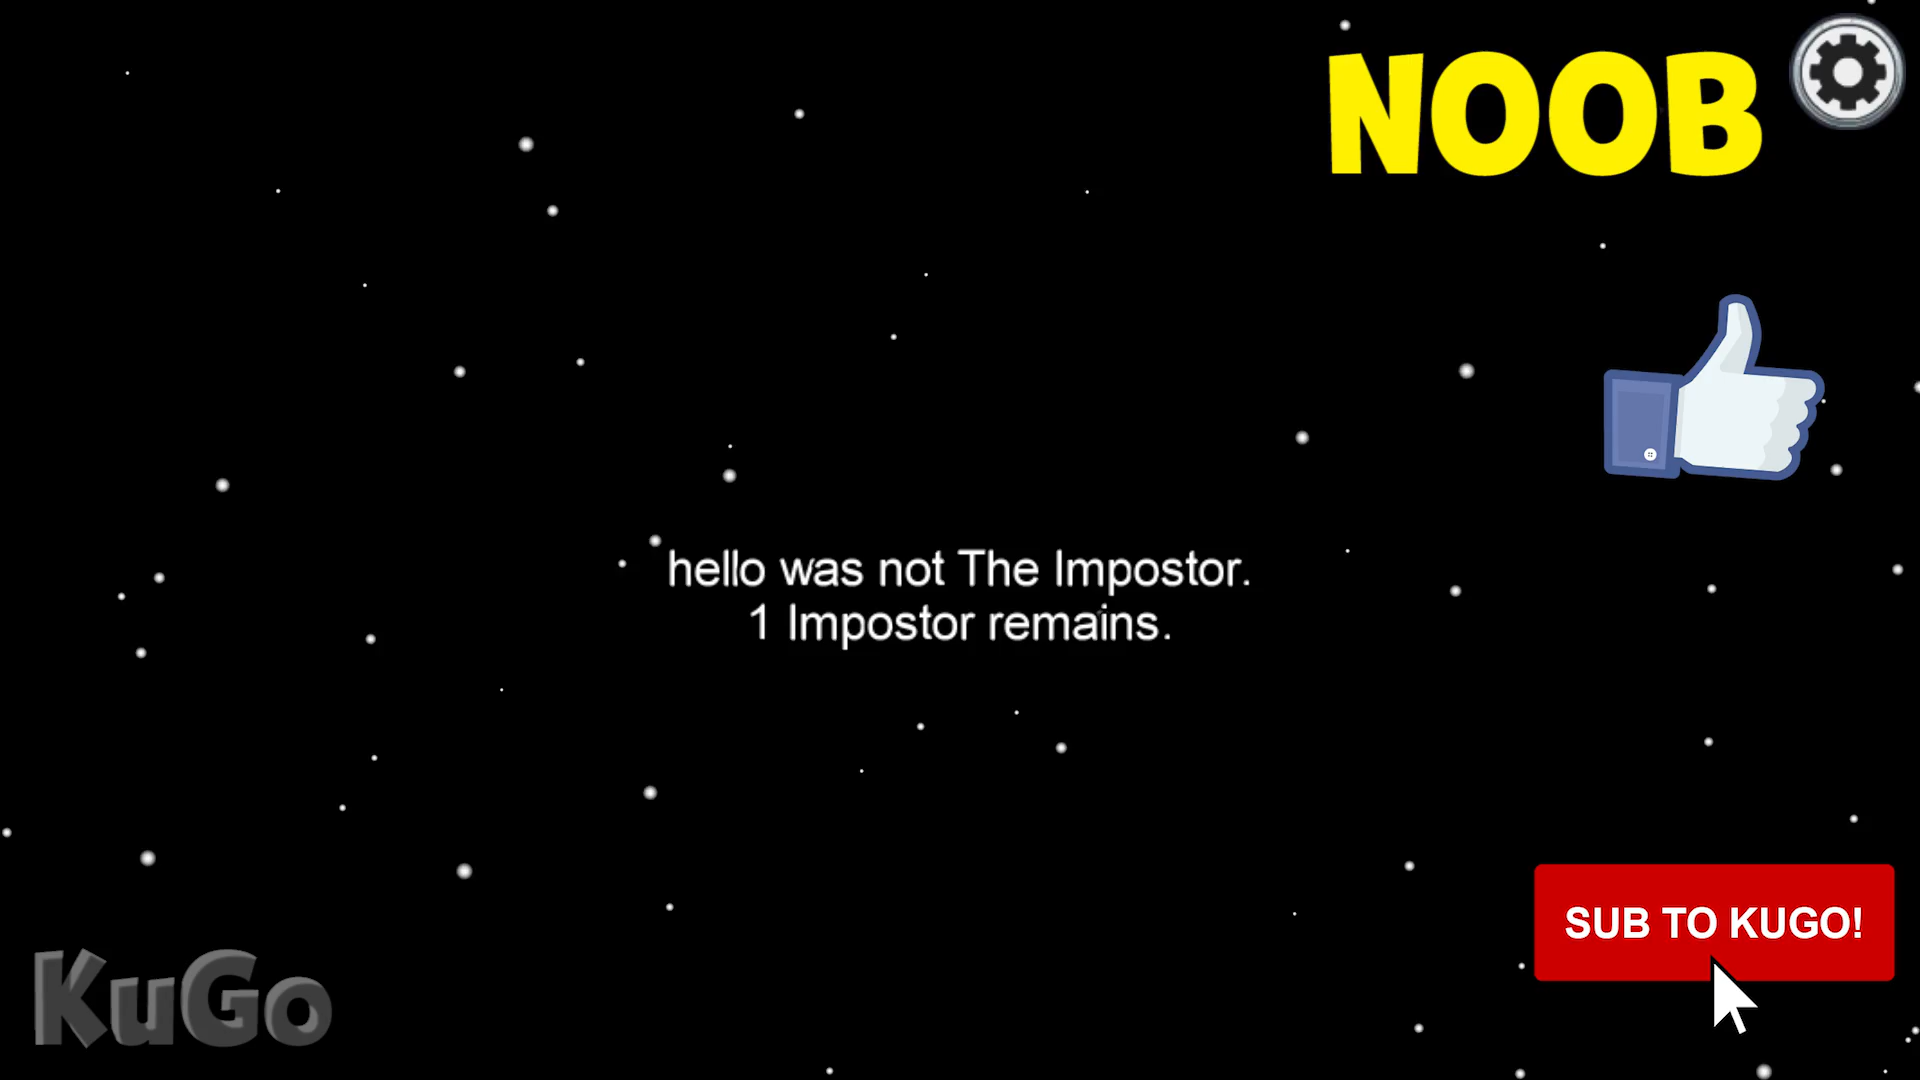 NOOB
hello was not The Impostor.
1 Impostor remains.
SUB TO KUGO!
KuGo